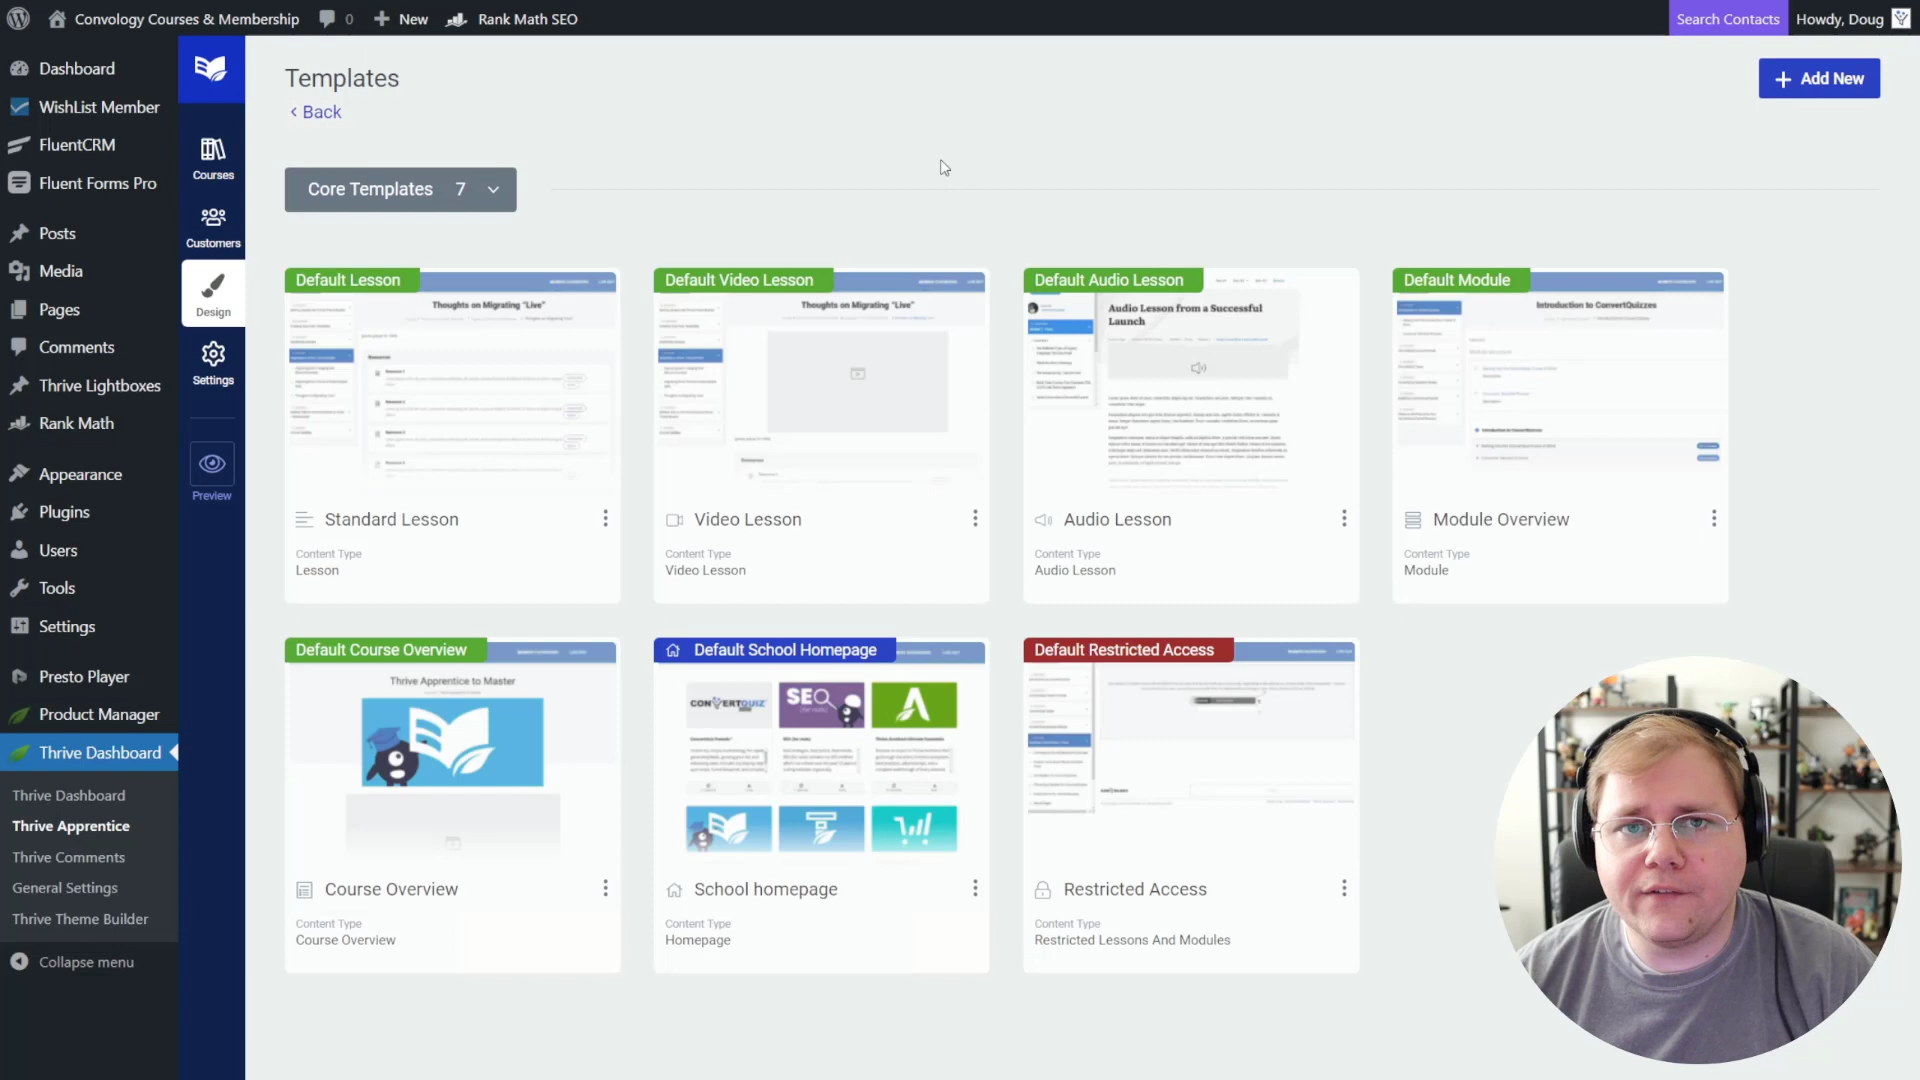 Convology Courses & Membership
0
New
Rank Math SEO
Search Contacts
Howdy, Doug
Dashboard
WishList Member
FluentCRM
Fluent Forms Pro
Posts
Media
Pages
Comments
Thrive Lightboxes
Rank Math
Appearance
Plugins
Users
Tools
Settings
Presto Player
Product Manager
Thrive Dashboard
Thrive Dashboard
Thrive Apprentice
Thrive Comments
General Settings
Thrive Theme Builder
Collapse menu
Courses
Customers
Design
Settings
Preview
Templates
< Back
+ Add New
Core Templates 7
Default Lesson
Thoughts on Migrating "Live"
Standard Lesson
Content Type
Lesson
Default Video Lesson
Thoughts on Migrating "Live"
Video Lesson
Content Type
Video Lesson
Default Audio Lesson
Audio Lesson from a Successful
Launch
Audio Lesson
Content Type
Audio Lesson
Default Module
Introduction to ConvertQuizzes
Module Overview
Content Type
Module
Default Course Overview
Thrive Apprentice to Master
Course Overview
Content Type
Course Overview
Default School Homepage
CONVERTQUIZ
SEO
School homepage
Content Type
Homepage
Default Restricted Access
Restricted Access
Content Type
Restricted Lessons And Modules